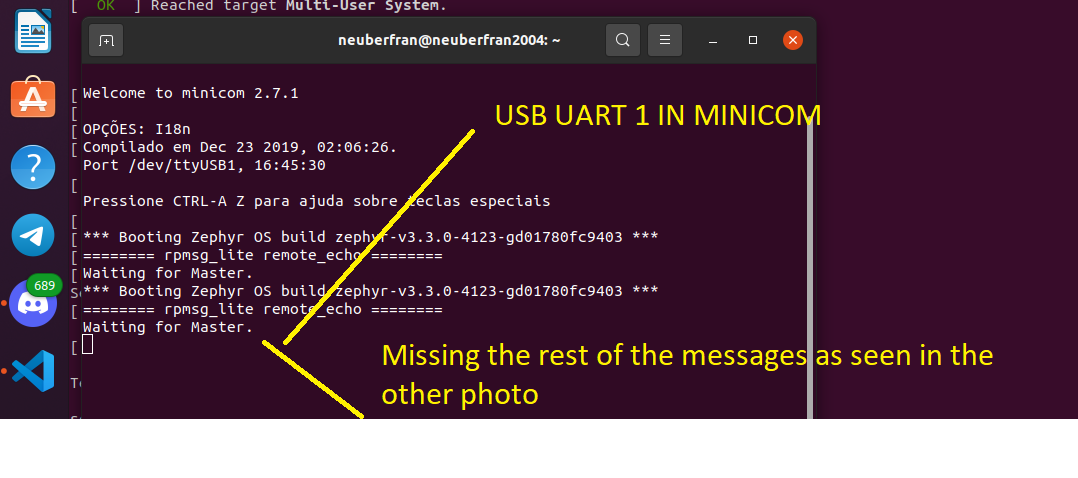 [  OK  ] Reached target Multi-User System.
neuberfran@neuberfran2004: ~
Welcome to minicom 2.7.1
USB UART 1 IN MINICOM
OPÇÕES: I18n
Compilado em Dec 23 2019, 02:06:26.
Port /dev/ttyUSB1, 16:45:30
Pressione CTRL-A Z para ajuda sobre teclas especiais
*** Booting Zephyr OS build zephyr-v3.3.0-4123-gd01780fc9403 ***
======== rpmsg_lite remote_echo ========
Waiting for Master.
689
*** Booting Zephyr OS build zephyr-v3.3.0-4123-gd01780fc9403 ***
======== rpmsg_lite remote_echo ========
Waiting for Master.
Missing the rest of the messages as seen in the
other photo